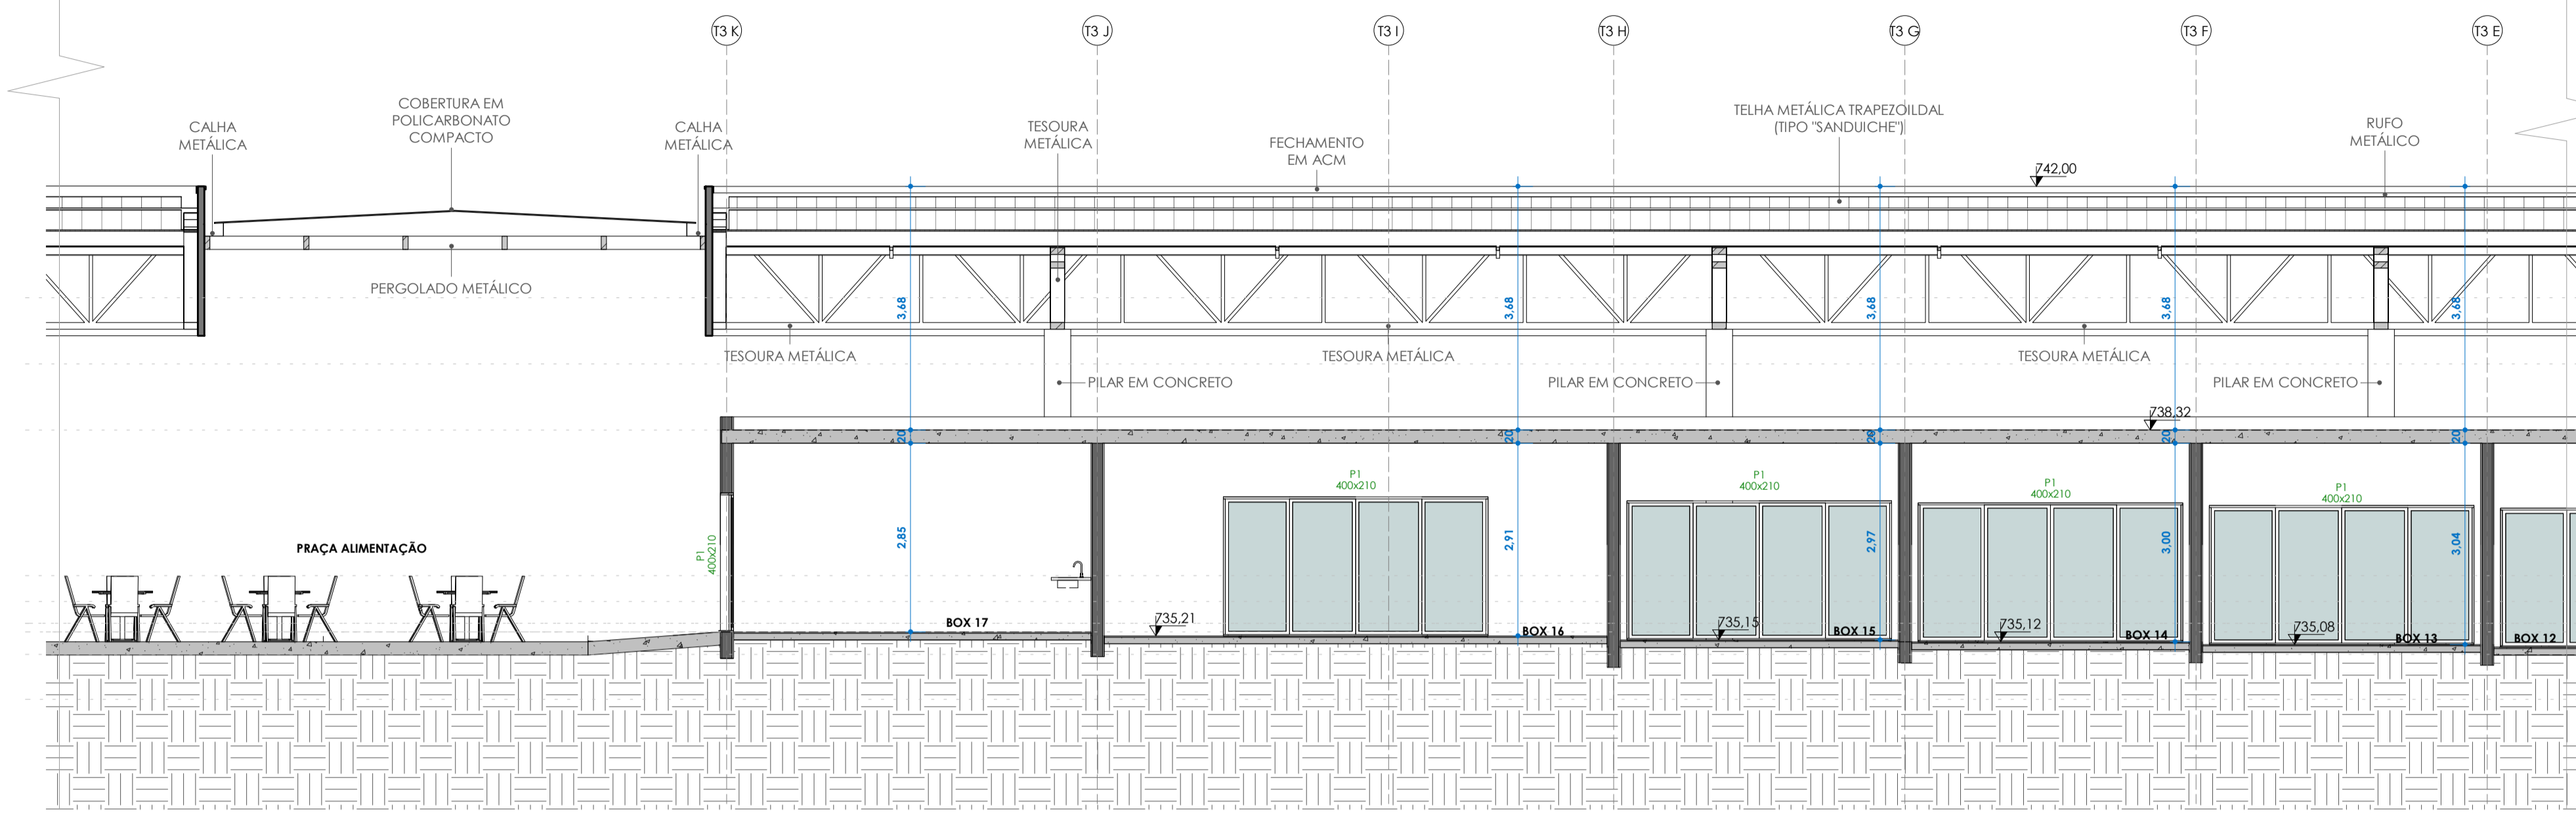 T3 K
T3 J
T3 I
T3 H
T3 G
T3 F
T3 E
CALHA
METÁLICA
COBERTURA EM
POLICARBONATO
COMPACTO
CALHA
METÁLICA
TESOURA
METÁLICA
FECHAMENTO
EM ACM
TELHA METÁLICA TRAPEZOILDAL
(TIPO "SANDUICHE")
RUFO
METÁLICO
742,00
PERGOLADO METÁLICO
3,68
3,68
3,68
3,68
3,68
TESOURA METÁLICA
TESOURA METÁLICA
TESOURA METÁLICA
PILAR EM CONCRETO
PILAR EM CONCRETO
PILAR EM CONCRETO
738,32
20
20
20
20
20
P1
400x210
P1
400x210
P1
400x210
P1
400x210
P1
400x210
2,85
2,91
2,97
3,00
3,04
PRAÇA ALIMENTAÇÃO
BOX 17
735,21
BOX 16
735,15
BOX 15
735,12
BOX 14
735,08
BOX 13
BOX 12